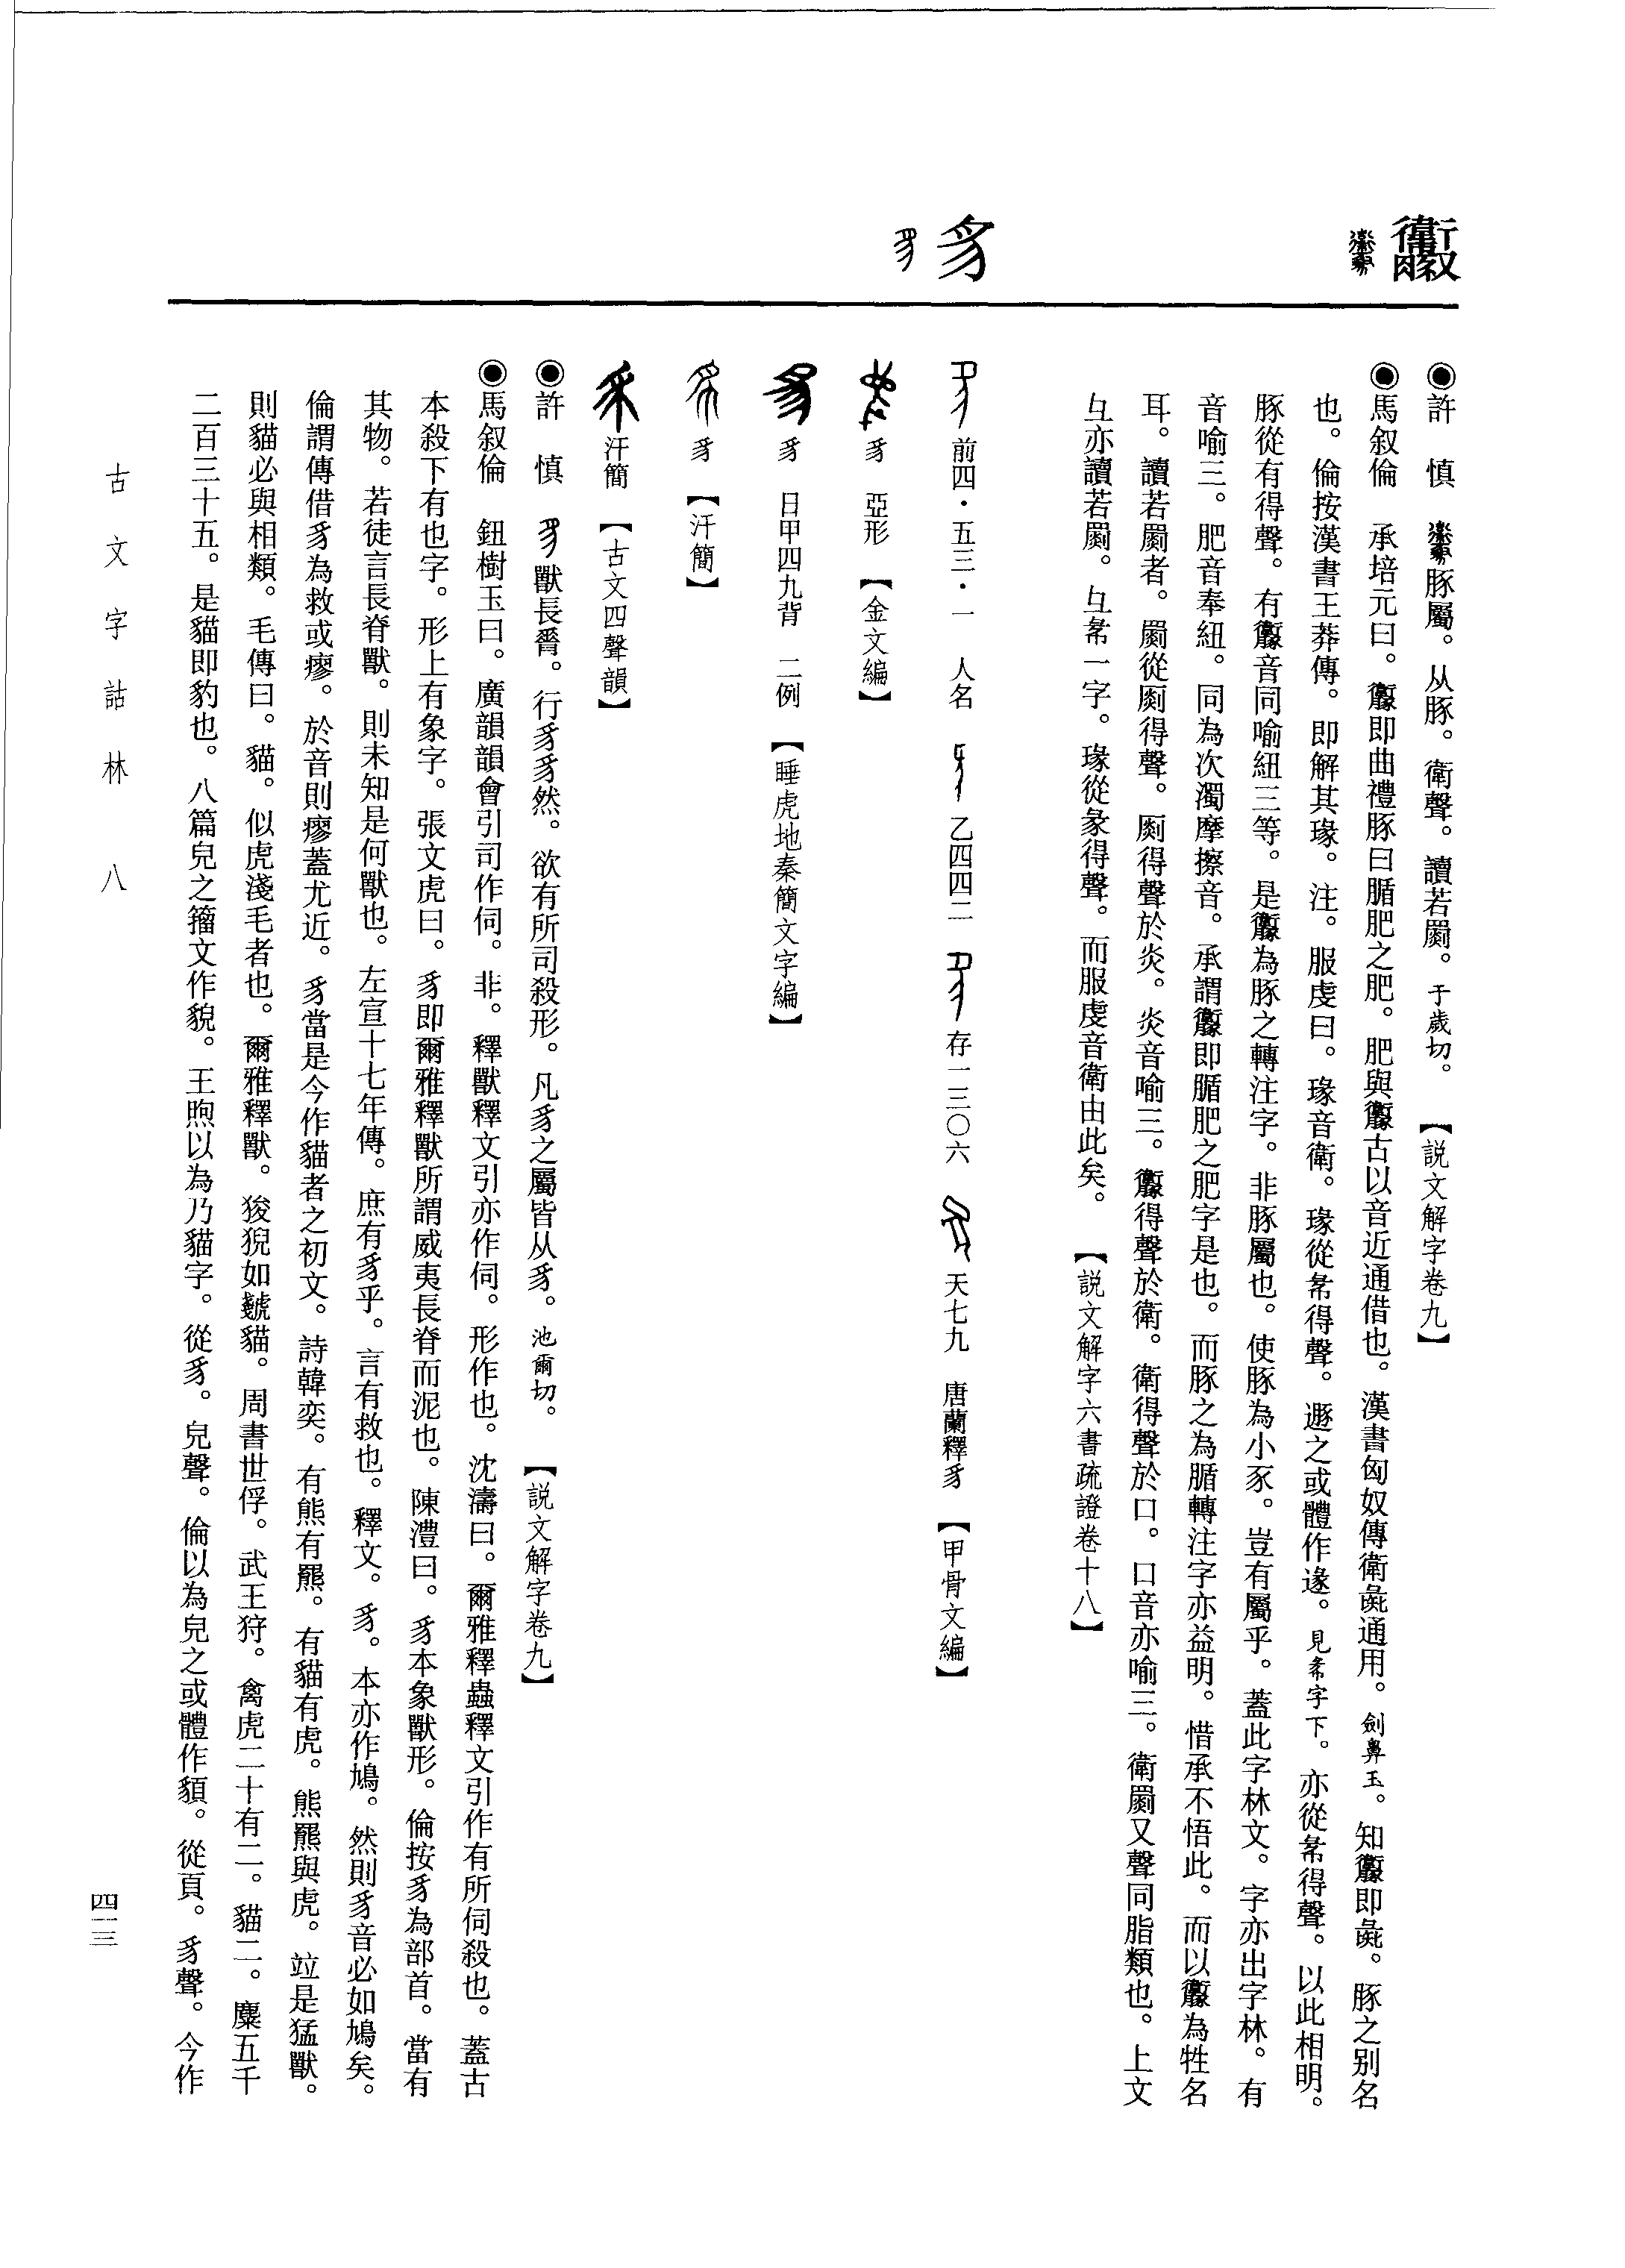 豸
◉許　慎　豚屬。从豚。衛聲。讀若罽。于歲切。　【説文解字卷九】
◉馬叙倫　承培元曰。即曲禮豚曰腯肥之肥。肥與古以音近通借也。漢書匈奴傳衛彘通用。劍鼻玉。知即彘。豚之別名
也。倫按漢書王莽傳。即解其瑑。注。服虔曰。瑑音衛。瑑從㣇得聲。遯之或體作遂。見㣇字下。亦從㣇得聲。以此相明。
豚從有得聲。有音同喻紐三等。是為豚之轉注字。非豚屬也。使豚為小豕。豈有屬乎。蓋此字林文。字亦出字林。有
音喻三。肥音奉紐。同為次濁摩擦音。承謂即腯肥之肥字是也。而豚之為腯轉注字亦益明。惜承不悟此。而以為牲名
耳。讀若罽者。罽從㓹得聲。㓹得聲於炎。炎音喻三。得聲於衛。衛得聲於口。口音亦喻三。衛罽又聲同脂類也。上文
彑亦讀若罽。彑㣇一字。瑑從彖得聲。而服虔音衛由此矣。　【説文解字六書疏證卷十八】
前四・五三・一　人名　乙四四二　存一三〇六　天七九　唐蘭釋豸　【甲骨文編】
豸　亞形　【金文編】
豸　日甲四九背　二例　【睡虎地秦簡文字編】
豸　【汗簡】
汗簡　【古文四聲韻】
◉許　慎　獸長𦟝。行豸豸然。欲有所司殺形。凡豸之屬皆从豸。池爾切。　【説文解字卷九】
◉馬叙倫　鈕樹玉曰。廣韻韻會引司作伺。非。釋獸釋文引亦作伺。形作也。沈濤曰。爾雅釋蟲釋文引作有所伺殺也。蓋古
本殺下有也字。形上有象字。張文虎曰。豸即爾雅釋獸所謂威夷長脊而泥也。陳澧曰。豸本象獸形。倫按豸為部首。當有
其物。若徒言長脊獸。則未知是何獸也。左宣十七年傳。庶有豸乎。言有救也。釋文。豸。本亦作鳩。然則豸音必如鳩矣。
倫謂傳借豸為救或瘳。於音則瘳蓋尤近。豸當是今作貓者之初文。詩韓奕。有熊有羆。有貓有虎。熊羆與虎。竝是猛獸。
則貓必與相類。毛傳曰。貓。似虎淺毛者也。爾雅釋獸。狻猊如虦貓。周書世俘。武王狩。禽虎二十有二。貓二。麋五千
二百三十五。是貓即豹也。八篇皃之籀文作貌。王煦以為乃貓字。從豸。皃聲。倫以為皃之或體作䫉。從頁。豸聲。今作
古文字詁林　八
四一三